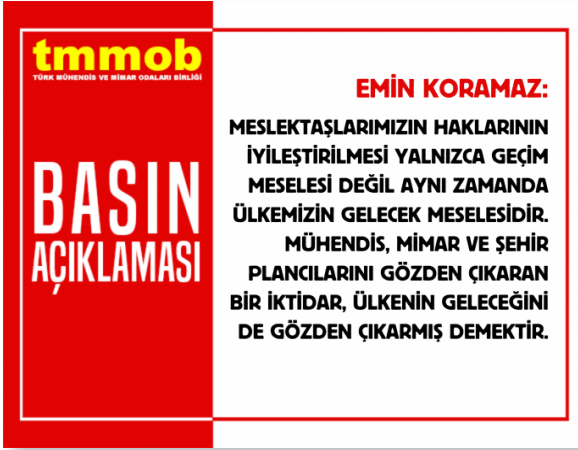 tmmob
TÜRK MÜHENDİS VE MİMAR ODALARI BİRLİĞİ
BASIN
AÇIKLAMASI
EMİN KORAMAZ:
MESLEKTAŞLARIMIZIN HAKLARININ
İYİLEŞTİRİLMESİ YALNIZCA GEÇİM
MESELESİ DEĞİL AYNI ZAMANDA
ÜLKEMİZİN GELECEK MESELESİDİR.
MÜHENDİS, MİMAR VE ŞEHİR
PLANCILARINI GÖZDEN ÇIKARAN
BİR İKTİDAR, ÜLKENİN GELECEĞİNİ
DE GÖZDEN ÇIKARMIŞ DEMEKTİR.